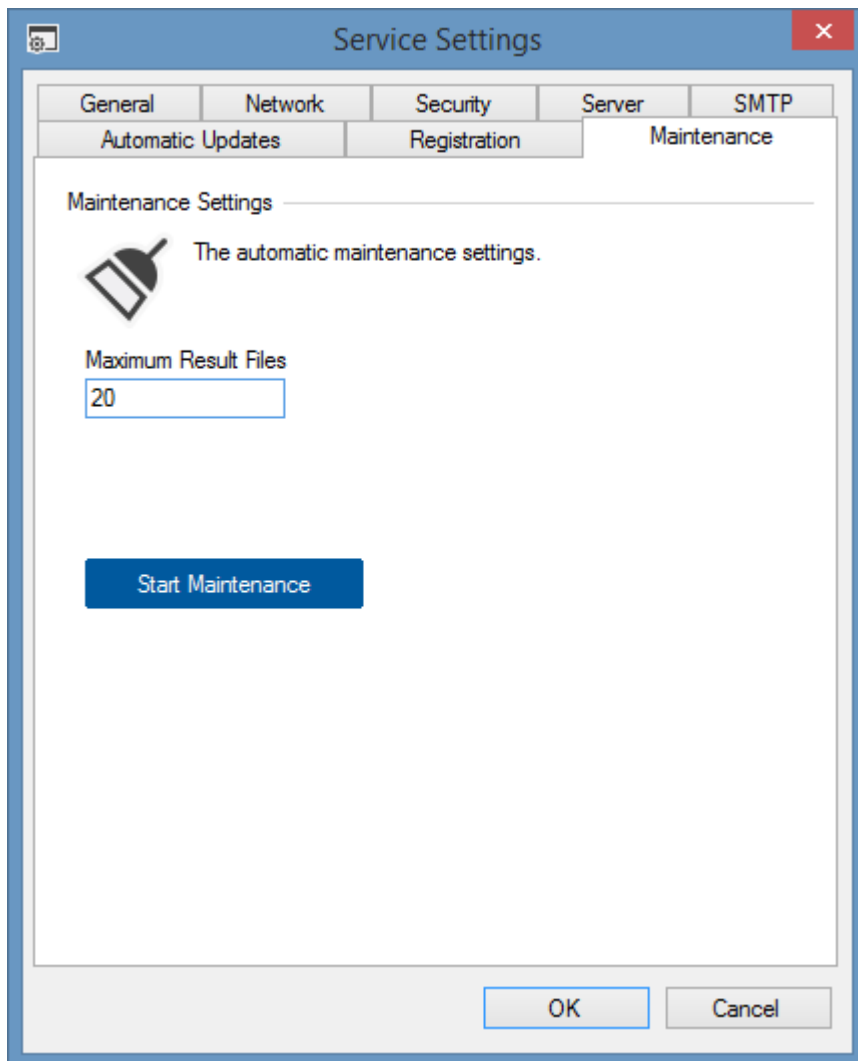 Service Settings
General Network Security Server SMTP
Automatic Updates Registration Maintenance
Maintenance Settings
The automatic maintenance settings.
Maximum Result Files
20
Start Maintenance
OK Cancel